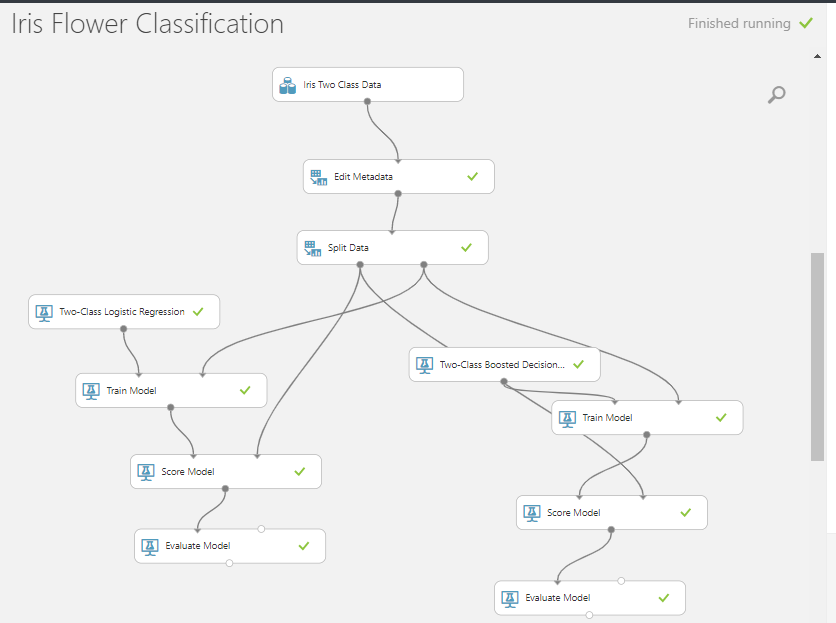 Iris Flower Classification
Finished running
Iris Two Class Data
Edit Metadata
Split Data
Two-Class Logistic Regression
Two-Class Boosted Decision...
Train Model
Train Model
Score Model
Score Model
Evaluate Model
Evaluate Model